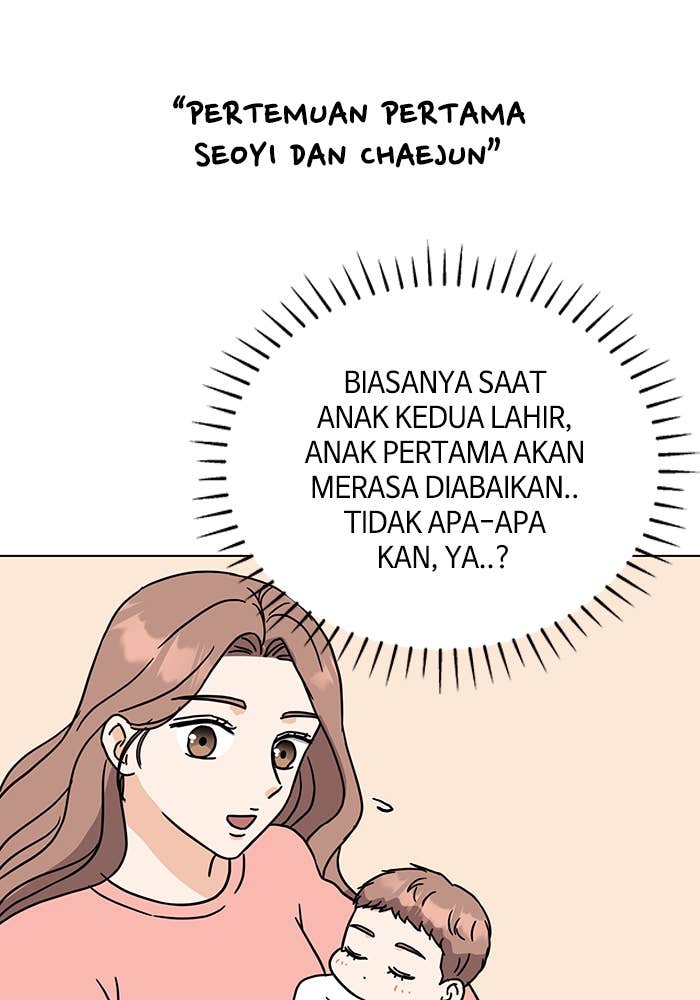 “PERTEMUAN PERTAMA
SEOYI DAN CHAEJUN”
BIASANYA SAAT
ANAK KEDUA LAHIR,
ANAK PERTAMA AKAN
MERASA DIABAIKAN..
TIDAK APA-APA
KAN, YA..?